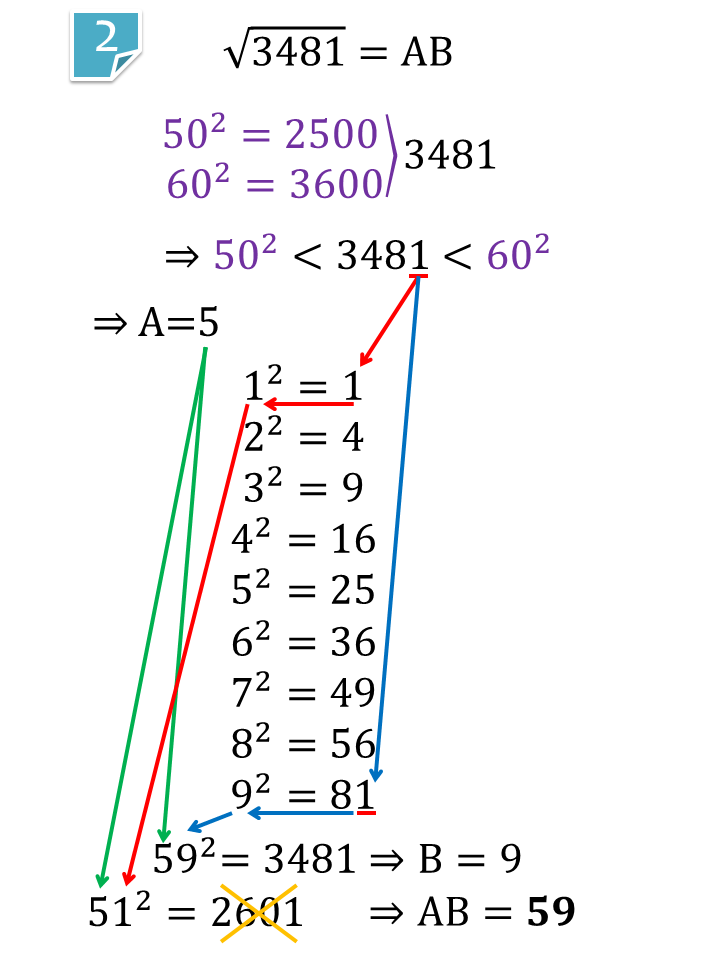 2
√3481 = AB
50² = 2500
60² = 3600
⟩3481
⇒ 50² < 3481 < 60²
⇒ A=5
1² = 1
2² = 4
3² = 9
4² = 16
5² = 25
6² = 36
7² = 49
8² = 56
9² = 81
59² = 3481 ⇒ B = 9
51² = 2601 ⇒ AB = 59